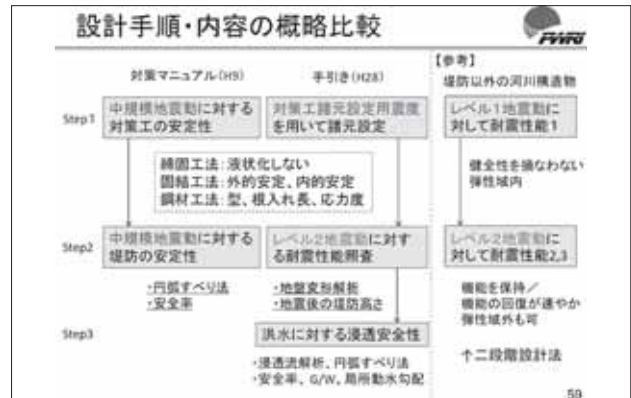 設計手順・内容の概略比較
PWRI
対策マニュアル(H9)
手引き(H28)
【参考】
堤防以外の河川構造物
Step1
中規模地震動に対する
対策工の安定性
対策工諸元設定用震度
を用いて諸元設定
レベル1地震動に
対して耐震性能1
締固工法:液状化しない
固結工法:外的安定、内的安定
鋼材工法:型、根入れ長、応力度
健全性を損なわない
弾性域内
Step2
中規模地震動に対する
堤防の安定性
レベル2地震動に対す
る耐震性能照査
レベル2地震動に
対して耐震性能2,3
・円弧すべり法
・安全率
・地盤変形解析
・地震後の堤防高さ
機能を保持/
機能の回復が速やか
弾性域外も可
Step3
洪水に対する浸透安全性
・浸透流解析、円弧すべり法
・安全率、G/W、局所動水勾配
↑二段階設計法
59